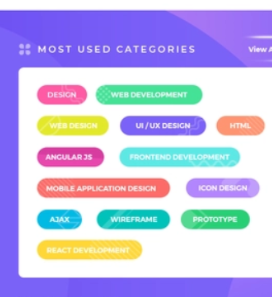 MOST USED CATEGORIES
View A
DESIGN
WEB DEVELOPMENT
WEB DESIGN
UI / UX DESIGN
HTML
ANGULAR JS
FRONTEND DEVELOPMENT
MOBILE APPLICATION DESIGN
ICON DESIGN
AJAX
WIREFRAME
PROTOTYPE
REACT DEVELOPMENT